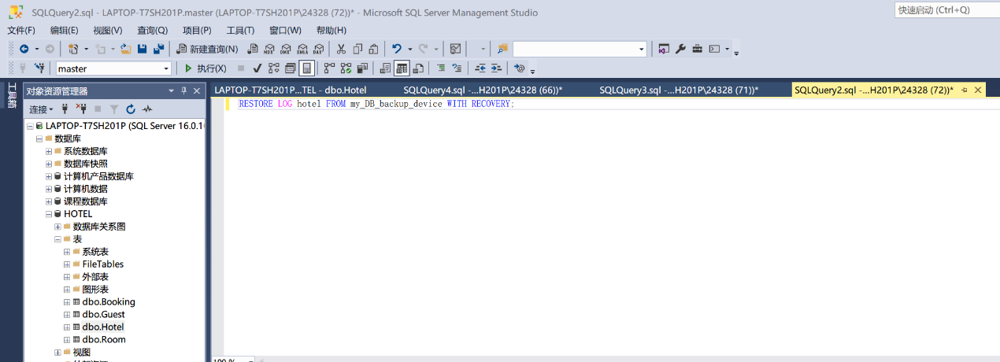 SQLQuery2.sql - LAPTOP-T7SH201P.master (LAPTOP-T7SH201P\24328 (72))* - Microsoft SQL Server Management Studio
快速启动 (Ctrl+Q)
文件(F) 编辑(E) 视图(V) 查询(Q) 项目(P) 工具(T) 窗口(W) 帮助(H)
新建查询(N) MDX DMX XMLA DAX
master 执行(X)
工具箱
对象资源管理器
LAPTOP-T7SH201P...TEL - dbo.Hotel SQLQuery4.sql -...H201P\24328 (66))* SQLQuery3.sql -...H201P\24328 (71))* SQLQuery2.sql -...H201P\24328 (72))*
连接
RESTORE LOG hotel FROM my_DB_backup_device WITH RECOVERY;
LAPTOP-T7SH201P (SQL Server 16.0.1
数据库
系统数据库
数据库快照
计算机产品数据库
计算机数据
课程数据库
HOTEL
数据库关系图
表
系统表
FileTables
外部表
图形表
dbo.Booking
dbo.Guest
dbo.Hotel
dbo.Room
视图